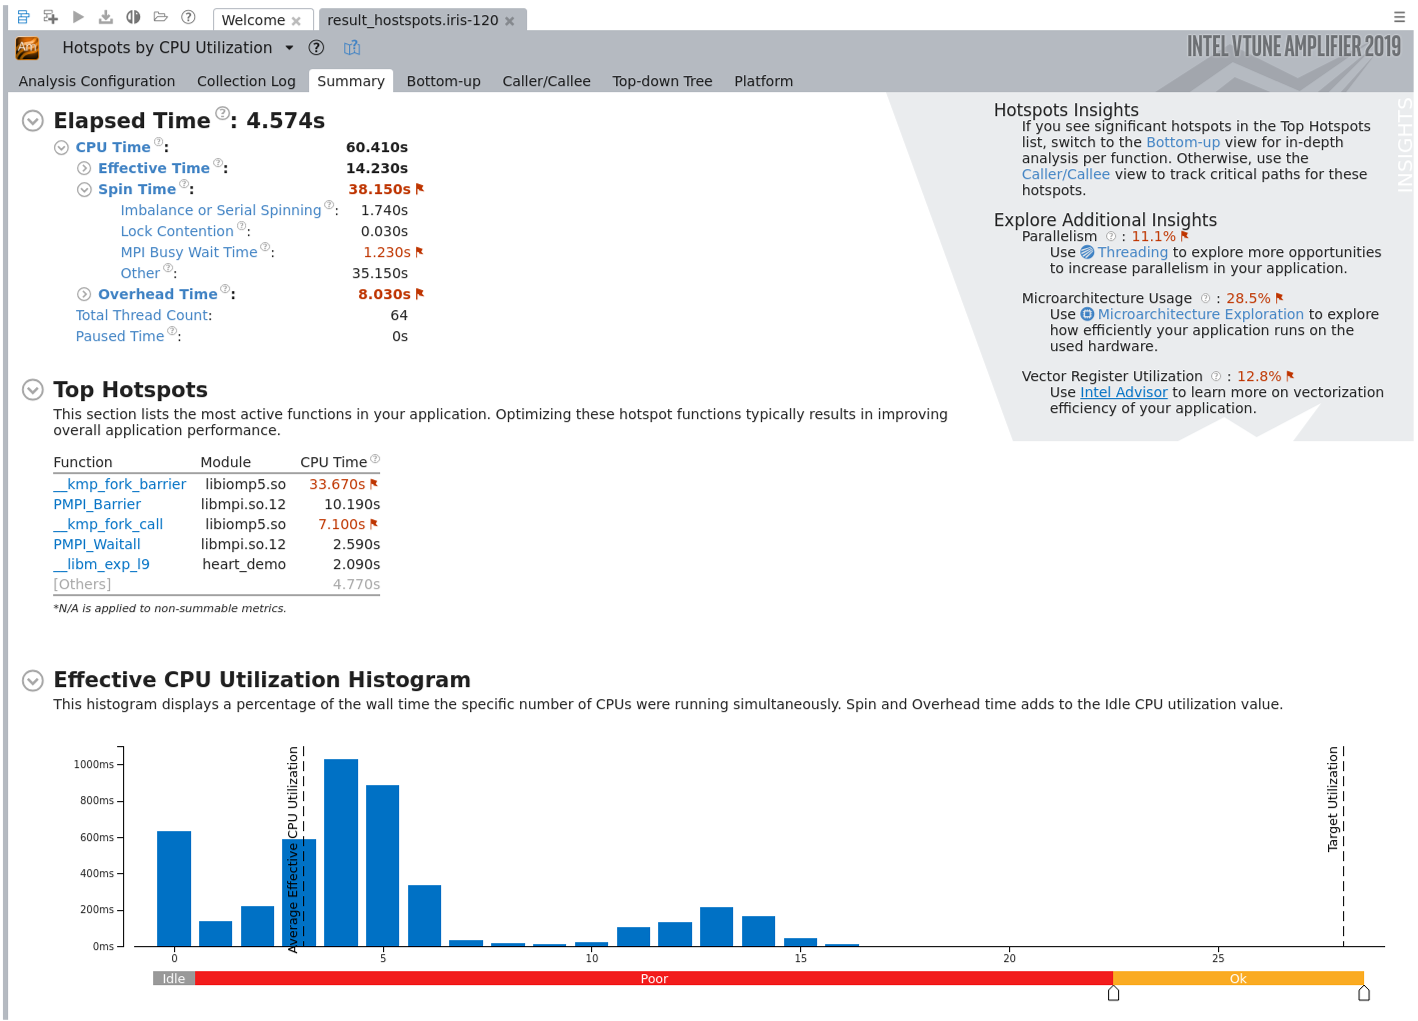 Welcome
result_hostspots.iris-120
Hotspots by CPU Utilization
INTEL VTUNE AMPLIFIER 2019
Analysis Configuration Collection Log Summary Bottom-up Caller/Callee Top-down Tree Platform
Elapsed Time ?: 4.574s
CPU Time ?: 60.410s
Effective Time ?: 14.230s
Spin Time ?: 38.150s
Imbalance or Serial Spinning ?: 1.740s
Lock Contention ?: 0.030s
MPI Busy Wait Time ?: 1.230s
Other ?: 35.150s
Overhead Time ?: 8.030s
Total Thread Count: 64
Paused Time ?: 0s
Hotspots Insights
If you see significant hotspots in the Top Hotspots
list, switch to the Bottom-up view for in-depth
analysis per function. Otherwise, use the
Caller/Callee view to track critical paths for these
hotspots.
Explore Additional Insights
Parallelism ? : 11.1%
Use Threading to explore more opportunities
to increase parallelism in your application.
Microarchitecture Usage ? : 28.5%
Use Microarchitecture Exploration to explore
how efficiently your application runs on the
used hardware.
Vector Register Utilization ? : 12.8%
Use Intel Advisor to learn more on vectorization
efficiency of your application.
INSIGHTS
Top Hotspots
This section lists the most active functions in your application. Optimizing these hotspot functions typically results in improving
overall application performance.
Function Module CPU Time ?
__kmp_fork_barrier libiomp5.so 33.670s
PMPI_Barrier libmpi.so.12 10.190s
__kmp_fork_call libiomp5.so 7.100s
PMPI_Waitall libmpi.so.12 2.590s
__libm_exp_l9 heart_demo 2.090s
[Others] 4.770s
*N/A is applied to non-summable metrics.
Effective CPU Utilization Histogram
This histogram displays a percentage of the wall time the specific number of CPUs were running simultaneously. Spin and Overhead time adds to the Idle CPU utilization value.
1000ms
800ms
600ms
400ms
200ms
0ms
Average Effective CPU Utilization
Target Utilization
0 5 10 15 20 25
Idle Poor Ok